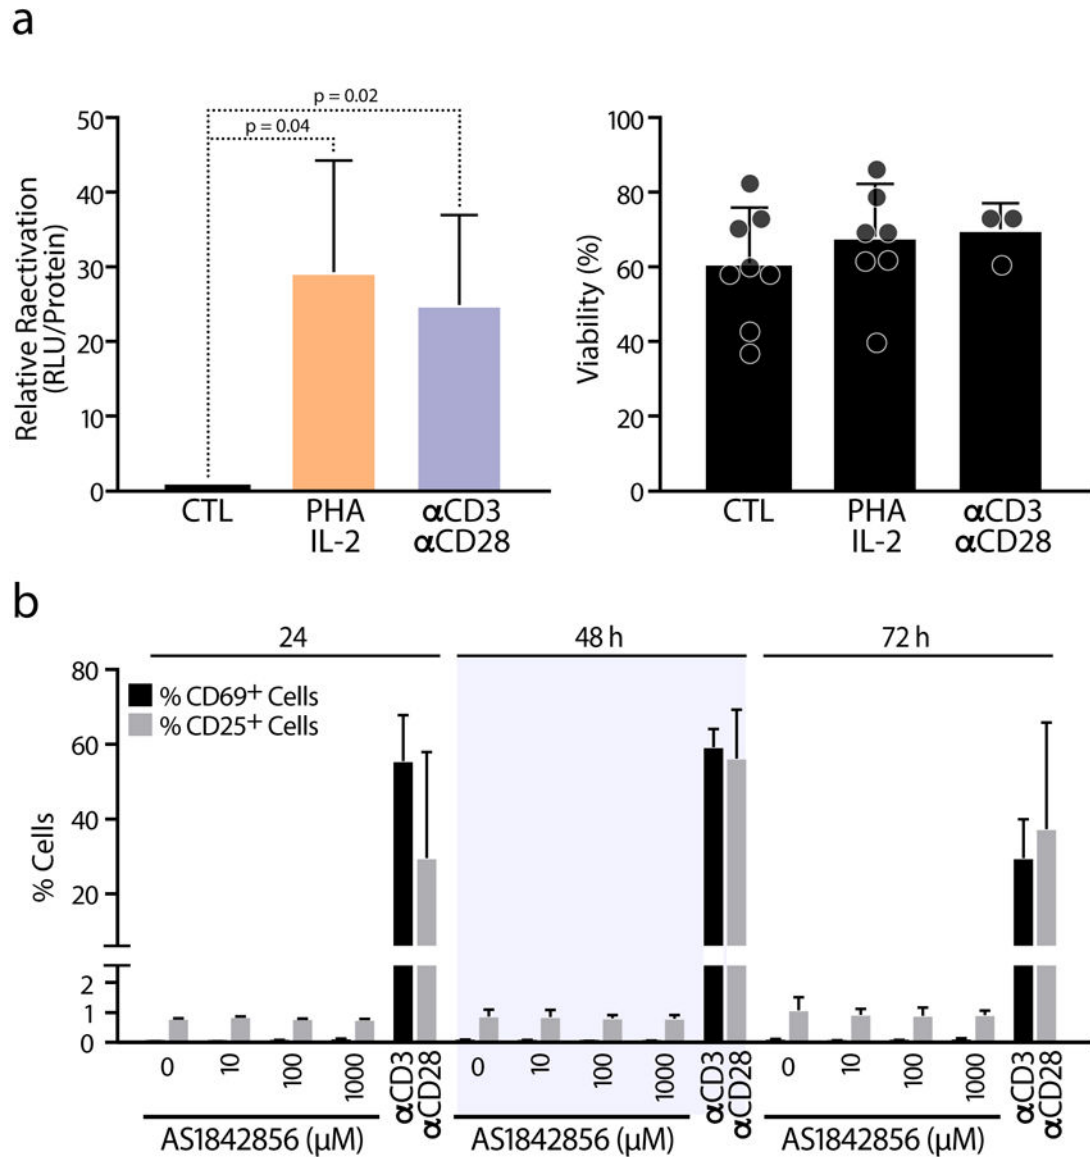 a
p = 0.02
p = 0.04
Relative Raectivation
(RLU/Protein)
50
40
30
20
10
0
CTL
PHA
IL-2
αCD3
αCD28
Viability (%)
100
80
60
40
20
0
CTL
PHA
IL-2
αCD3
αCD28
b
24
48 h
72 h
% CD69+ Cells
% CD25+ Cells
% Cells
80
60
40
20
2
1
0
0
10
100
1000
αCD3
αCD28
0
10
100
1000
αCD3
αCD28
0
10
100
1000
αCD3
αCD28
AS1842856 (μM)
AS1842856 (μM)
AS1842856 (μM)